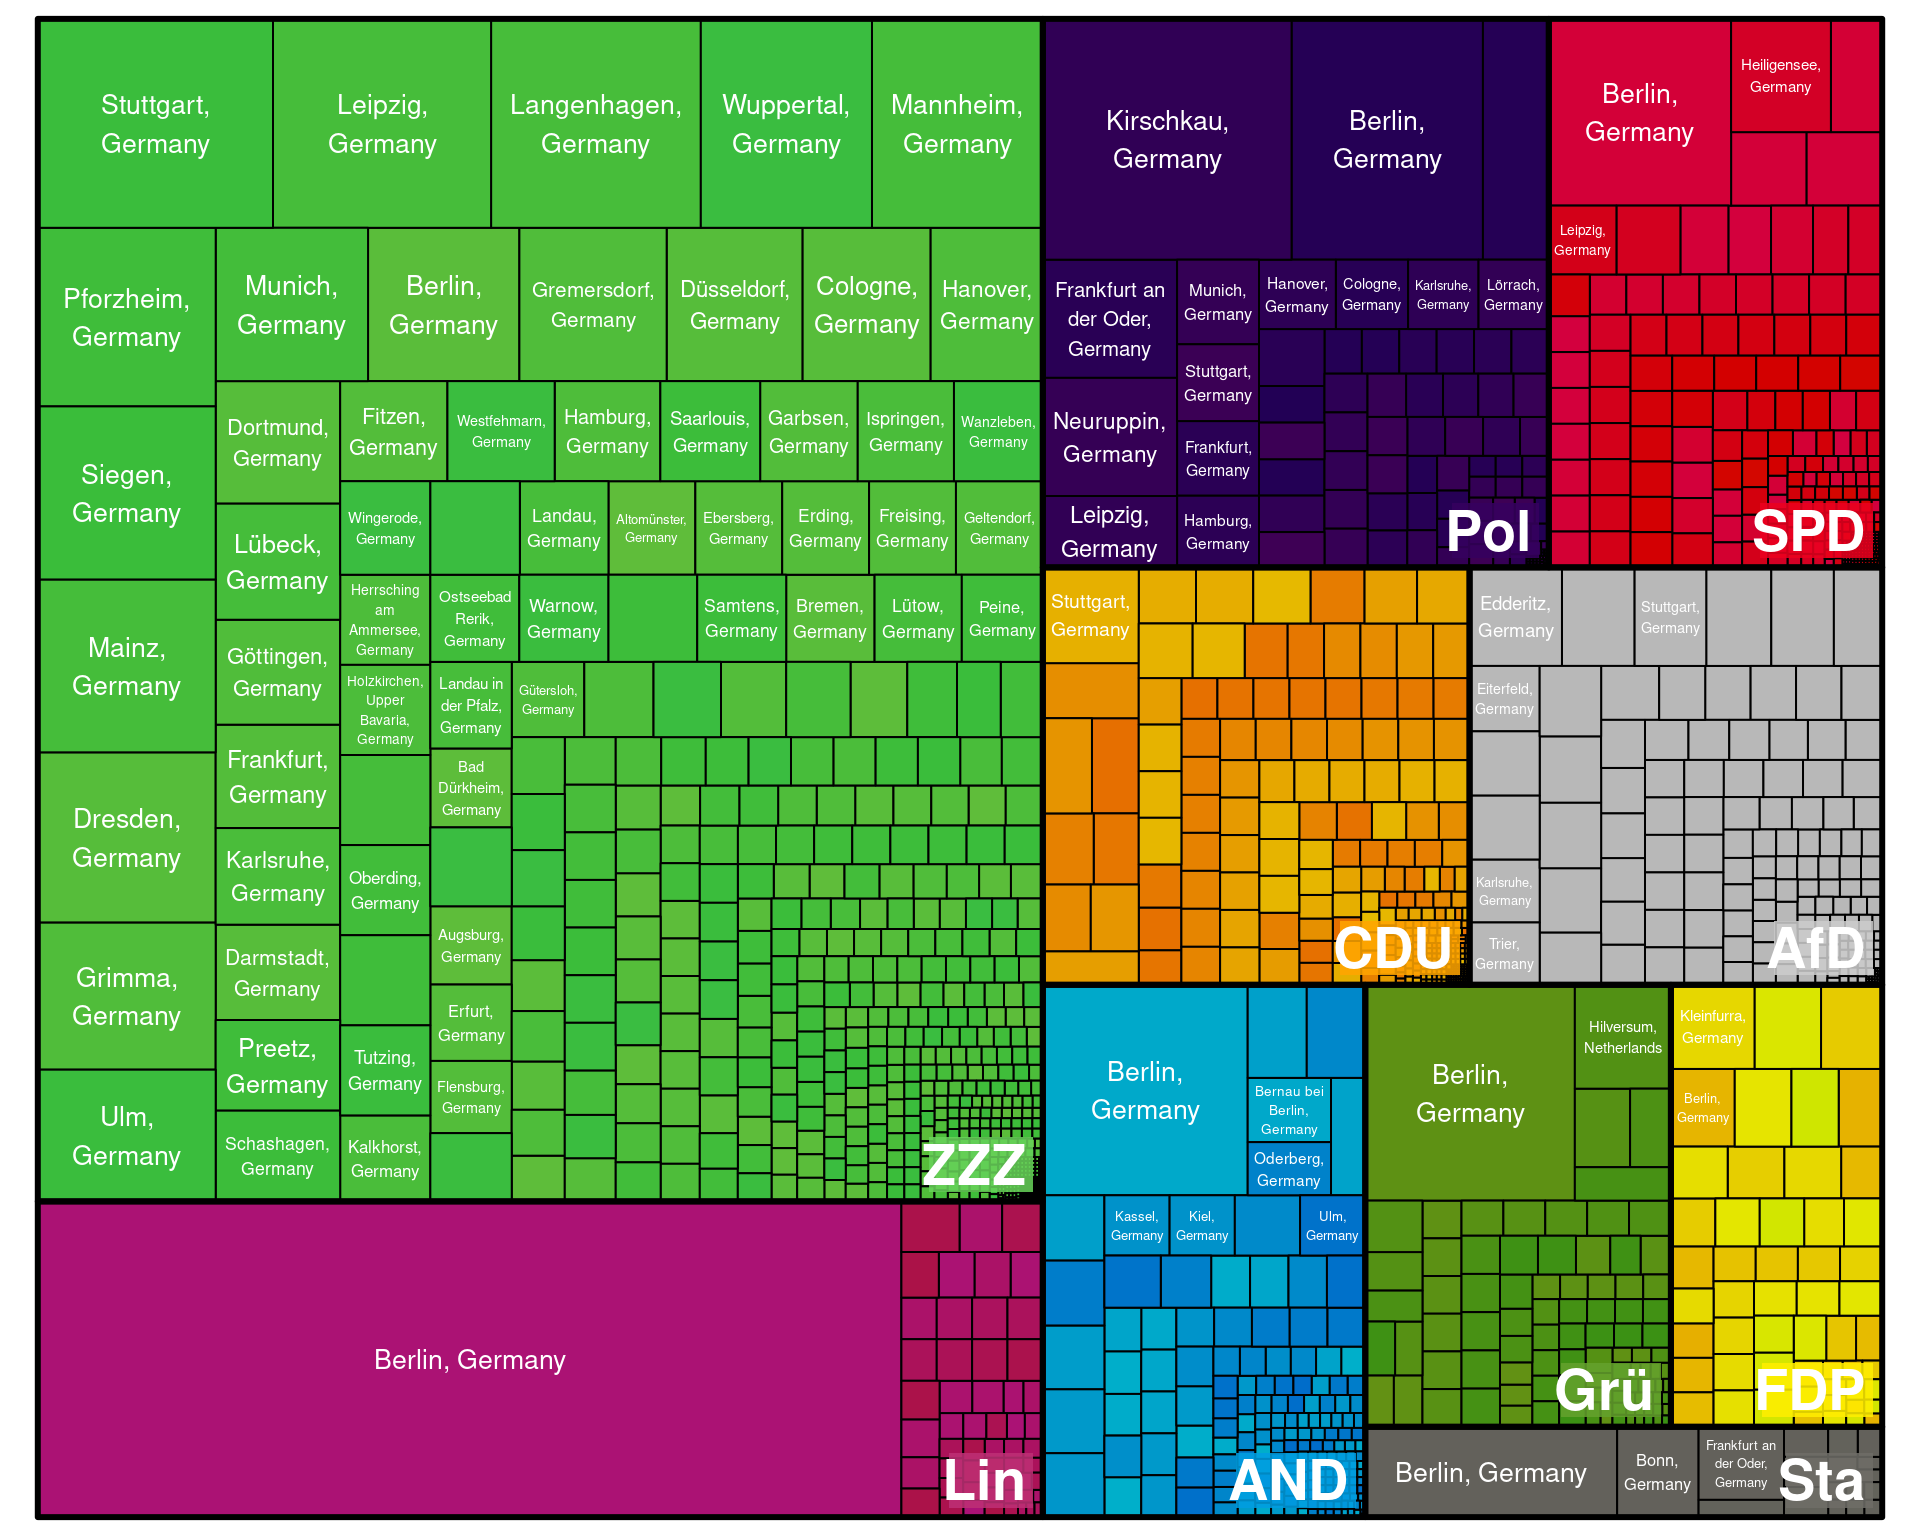 Stuttgart,
Germany
Leipzig,
Germany
Langenhagen,
Germany
Wuppertal,
Germany
Mannheim,
Germany
Pforzheim,
Germany
Munich,
Germany
Berlin,
Germany
Gremersdorf,
Germany
Düsseldorf,
Germany
Cologne,
Germany
Hanover,
Germany
Siegen,
Germany
Dortmund,
Germany
Fitzen,
Germany
Westfehmarn,
Germany
Hamburg,
Germany
Saarlouis,
Germany
Garbsen,
Germany
Ispringen,
Germany
Wanzleben,
Germany
Lübeck,
Germany
Wingerode,
Germany
Landau,
Germany
Altomünster,
Germany
Ebersberg,
Germany
Erding,
Germany
Freising,
Germany
Geltendorf,
Germany
Mainz,
Germany
Göttingen,
Germany
Herrsching
am
Ammersee,
Germany
Ostseebad
Rerik,
Germany
Warnow,
Germany
Samtens,
Germany
Bremen,
Germany
Lütow,
Germany
Peine,
Germany
Holzkirchen,
Upper
Bavaria,
Germany
Landau in
der Pfalz,
Germany
Gütersloh,
Germany
Dresden,
Germany
Frankfurt,
Germany
Bad
Dürkheim,
Germany
Karlsruhe,
Germany
Oberding,
Germany
Grimma,
Germany
Darmstadt,
Germany
Augsburg,
Germany
Preetz,
Germany
Erfurt,
Germany
Ulm,
Germany
Tutzing,
Germany
Flensburg,
Germany
Schashagen,
Germany
Kalkhorst,
Germany
ZZZ
Berlin, Germany
Lin
Kirschkau,
Germany
Berlin,
Germany
Frankfurt an
der Oder,
Germany
Munich,
Germany
Hanover,
Germany
Cologne,
Germany
Karlsruhe,
Germany
Lörrach,
Germany
Neuruppin,
Germany
Stuttgart,
Germany
Frankfurt,
Germany
Leipzig,
Germany
Hamburg,
Germany
Pol
Berlin,
Germany
Heiligensee,
Germany
Leipzig,
Germany
SPD
Stuttgart,
Germany
CDU
Edderitz,
Germany
Stuttgart,
Germany
Eiterfeld,
Germany
Karlsruhe,
Germany
Trier,
Germany
AfD
Berlin,
Germany
Bernau bei
Berlin,
Germany
Oderberg,
Germany
Kassel,
Germany
Kiel,
Germany
Ulm,
Germany
AND
Berlin,
Germany
Hilversum,
Netherlands
Grü
Kleinfurra,
Germany
Berlin,
Germany
FDP
Berlin, Germany
Bonn,
Germany
Frankfurt an
der Oder,
Germany
Sta